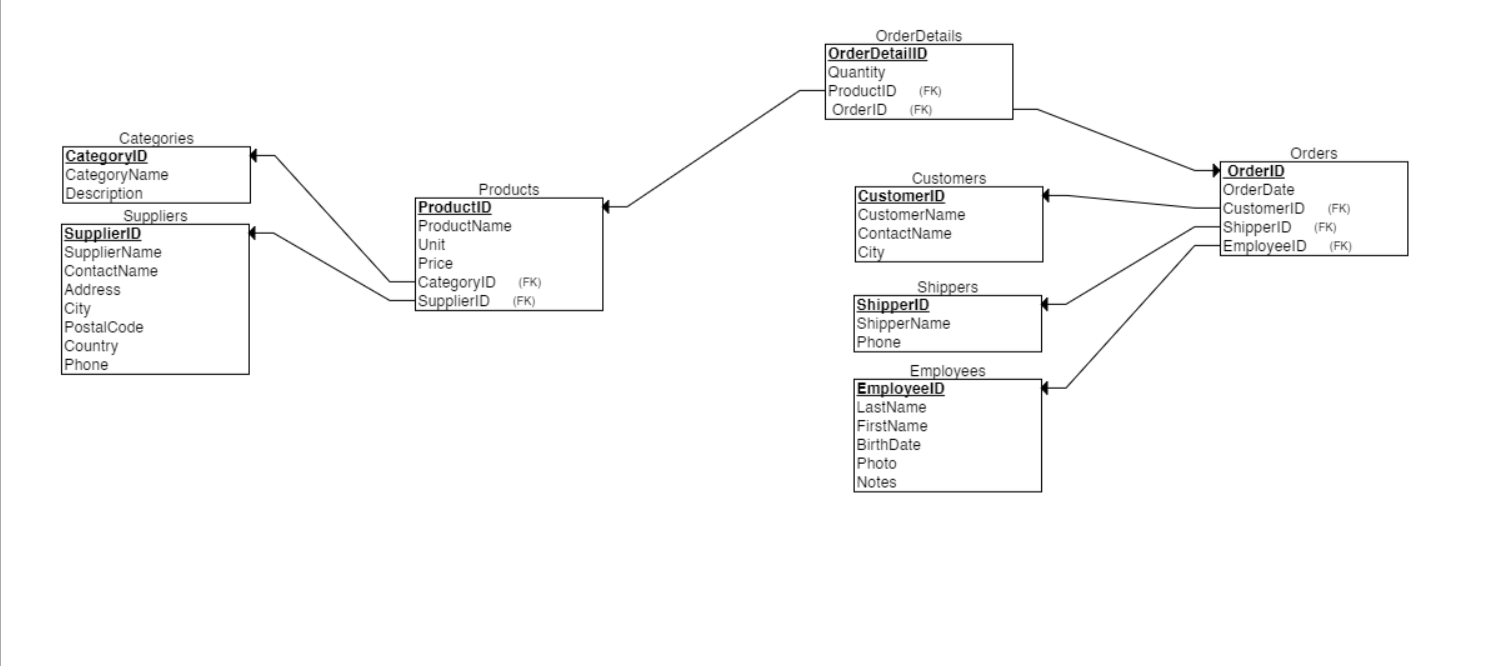 Categories
CategoryID
CategoryName
Description
Suppliers
SupplierID
SupplierName
ContactName
Address
City
PostalCode
Country
Phone
Products
ProductID
ProductName
Unit
Price
CategoryID (FK)
SupplierID (FK)
OrderDetails
OrderDetailID
Quantity
ProductID (FK)
OrderID (FK)
Customers
CustomerID
CustomerName
ContactName
City
Shippers
ShipperID
ShipperName
Phone
Employees
EmployeeID
LastName
FirstName
BirthDate
Photo
Notes
Orders
OrderID
OrderDate
CustomerID (FK)
ShipperID (FK)
EmployeeID (FK)